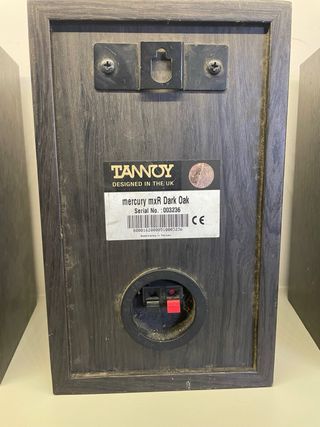 TANNOY
DESIGNED IN THE UK
mercury mxR Dark Oak
Serial No. : 003236
CE